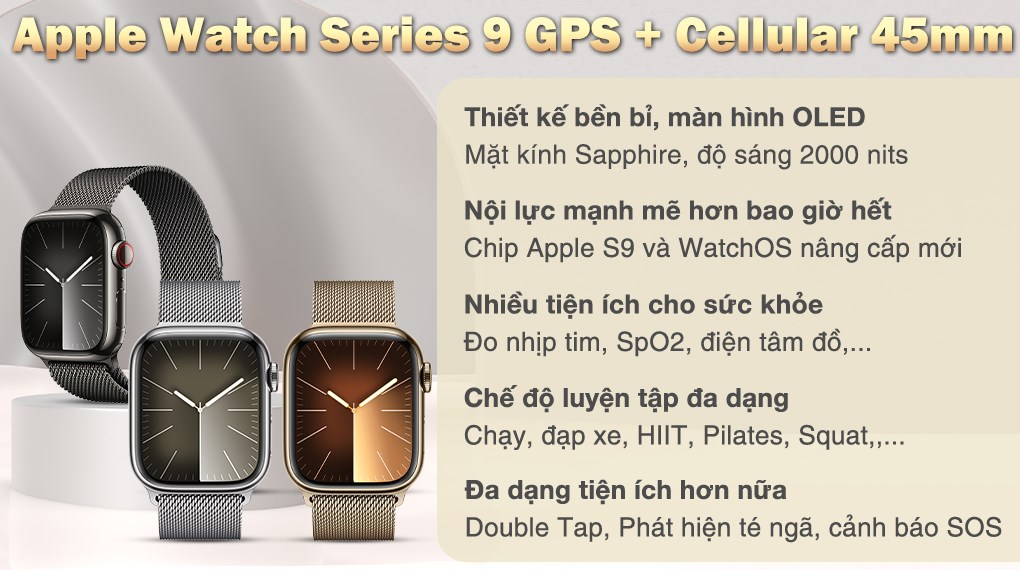 Apple Watch Series 9 GPS + Cellular 45mm
Thiết kế bền bỉ, màn hình OLED
Mặt kính Sapphire, độ sáng 2000 nits
Nội lực mạnh mẽ hơn bao giờ hết
Chip Apple S9 và WatchOS nâng cấp mới
Nhiều tiện ích cho sức khỏe
Đo nhịp tim, SpO2, điện tâm đồ,...
Chế độ luyện tập đa dạng
Chạy, đạp xe, HIIT, Pilates, Squat,,...
Đa dạng tiện ích hơn nữa
Double Tap, Phát hiện té ngã, cảnh báo SOS